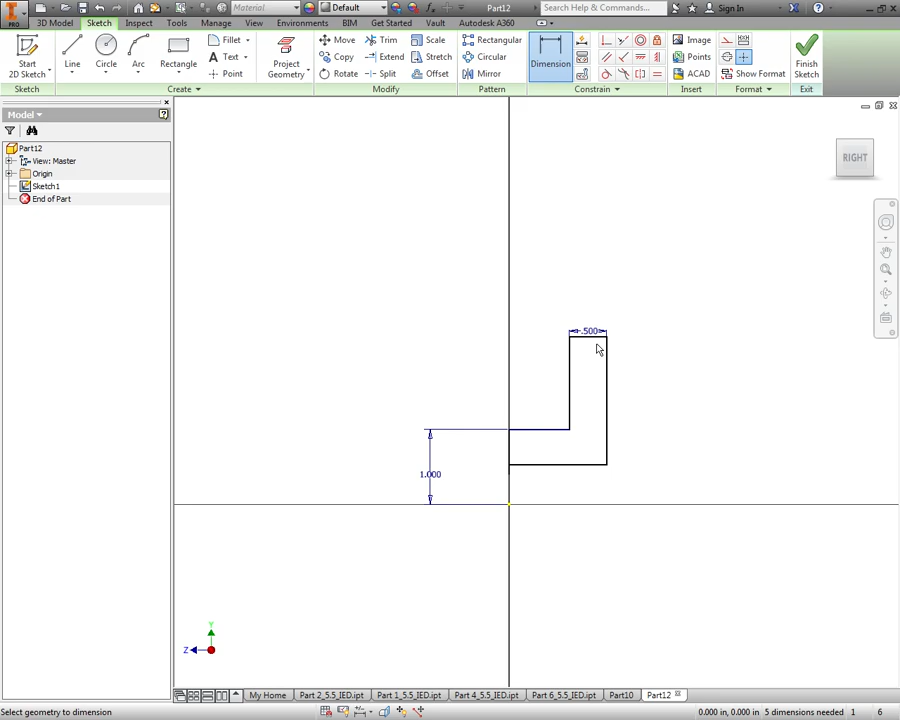 PRO
Material
Default
Part12
Search Help & Commands...
Sign In
3D Model
Sketch
Inspect
Tools
Manage
View
Environments
BIM
Get Started
Vault
Autodesk A360
Start
2D Sketch
Line
Circle
Arc
Rectangle
Fillet
Text
Point
Project
Geometry
Move
Copy
Rotate
Trim
Extend
Split
Scale
Stretch
Offset
Rectangular
Circular
Mirror
Dimension
Image
Points
ACAD
Show Format
Finish
Sketch
Sketch
Create
Modify
Pattern
Constrain
Insert
Format
Exit
Model
Part12
View: Master
Origin
Sketch1
End of Part
RIGHT
.500
1.000
Y
Z
My Home
Part 2_5.5_IED.ipt
Part 1_5.5_IED.ipt
Part 4_5.5_IED.ipt
Part 6_5.5_IED.ipt
Part10
Part12
Select geometry to dimension
0.000 in, 0.000 in 5 dimensions needed 1 6